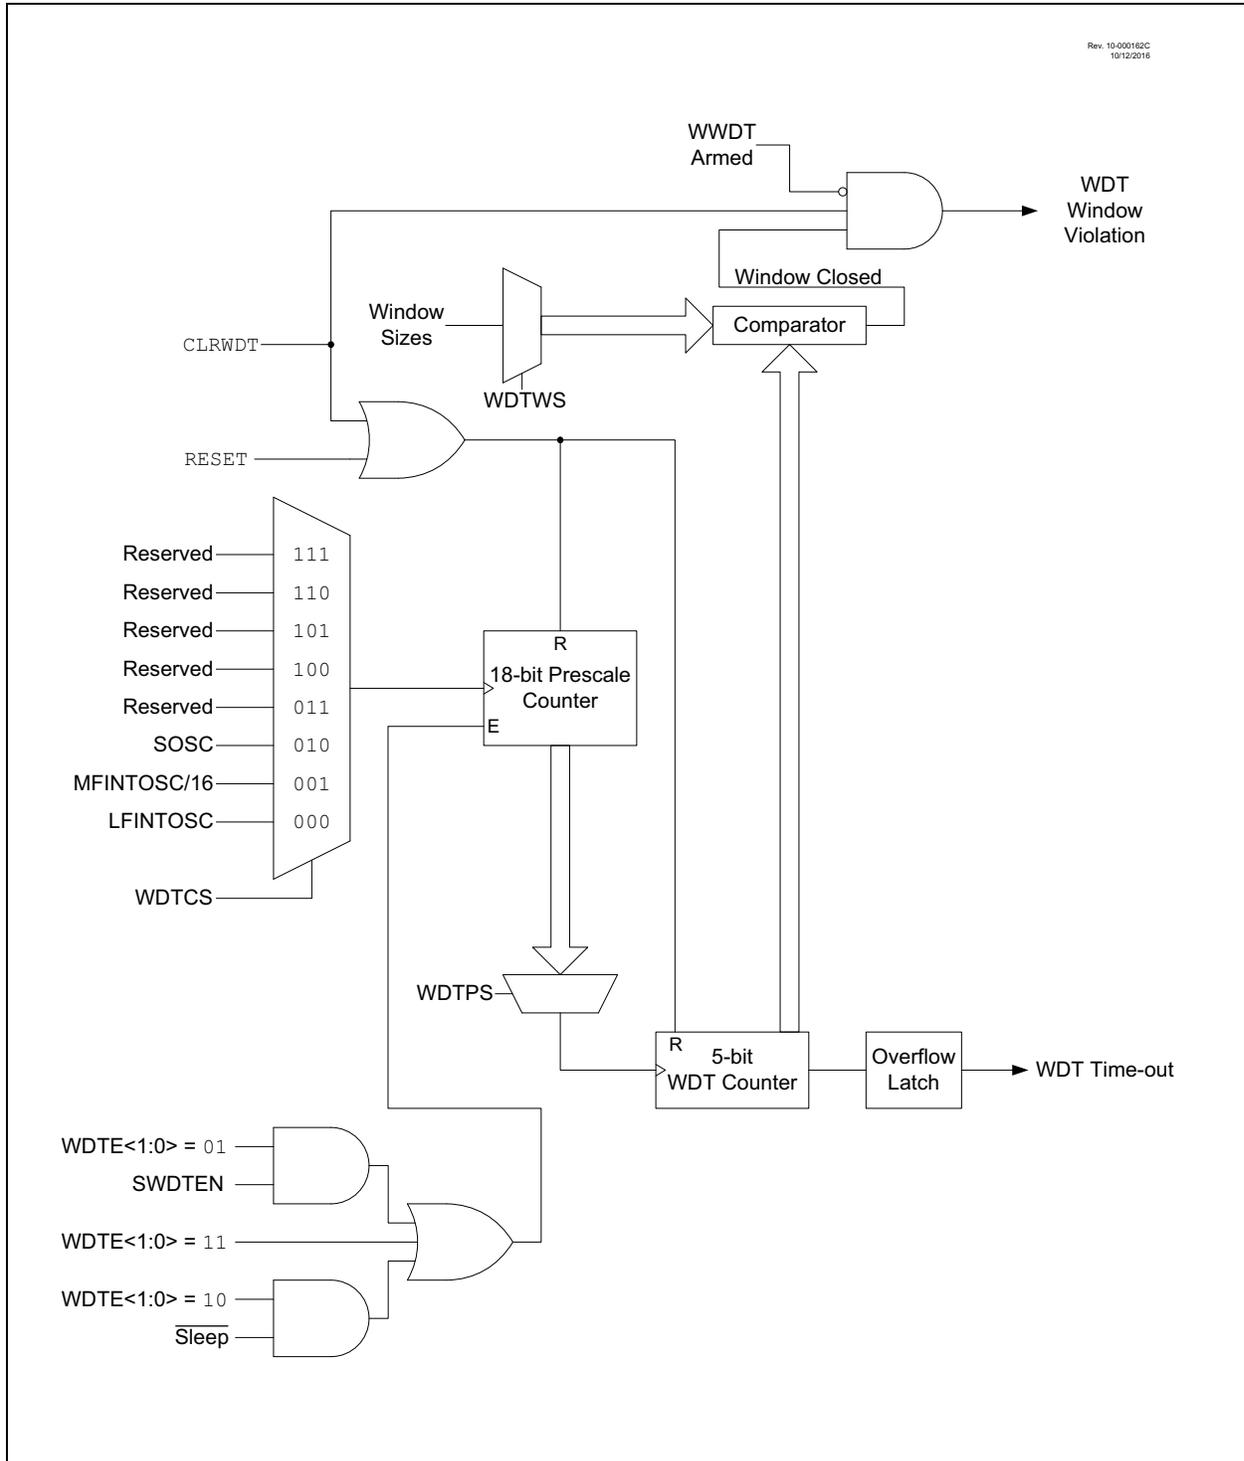 Rev. 10-000162C
10/12/2016
WWDT
Armed
WDT
Window
Violation
Window Closed
Window
Sizes
Comparator
CLRWDT
WDTWS
RESET
Reserved 111
Reserved 110
Reserved 101
Reserved 100
Reserved 011
SOSC 010
MFINTOSC/16 001
LFINTOSC 000
WDTCS
R
18-bit Prescale
Counter
E
WDTPS
R
5-bit
WDT Counter
Overflow
Latch
WDT Time-out
WDTE<1:0> = 01
SWDTEN
WDTE<1:0> = 11
WDTE<1:0> = 10
Sleep